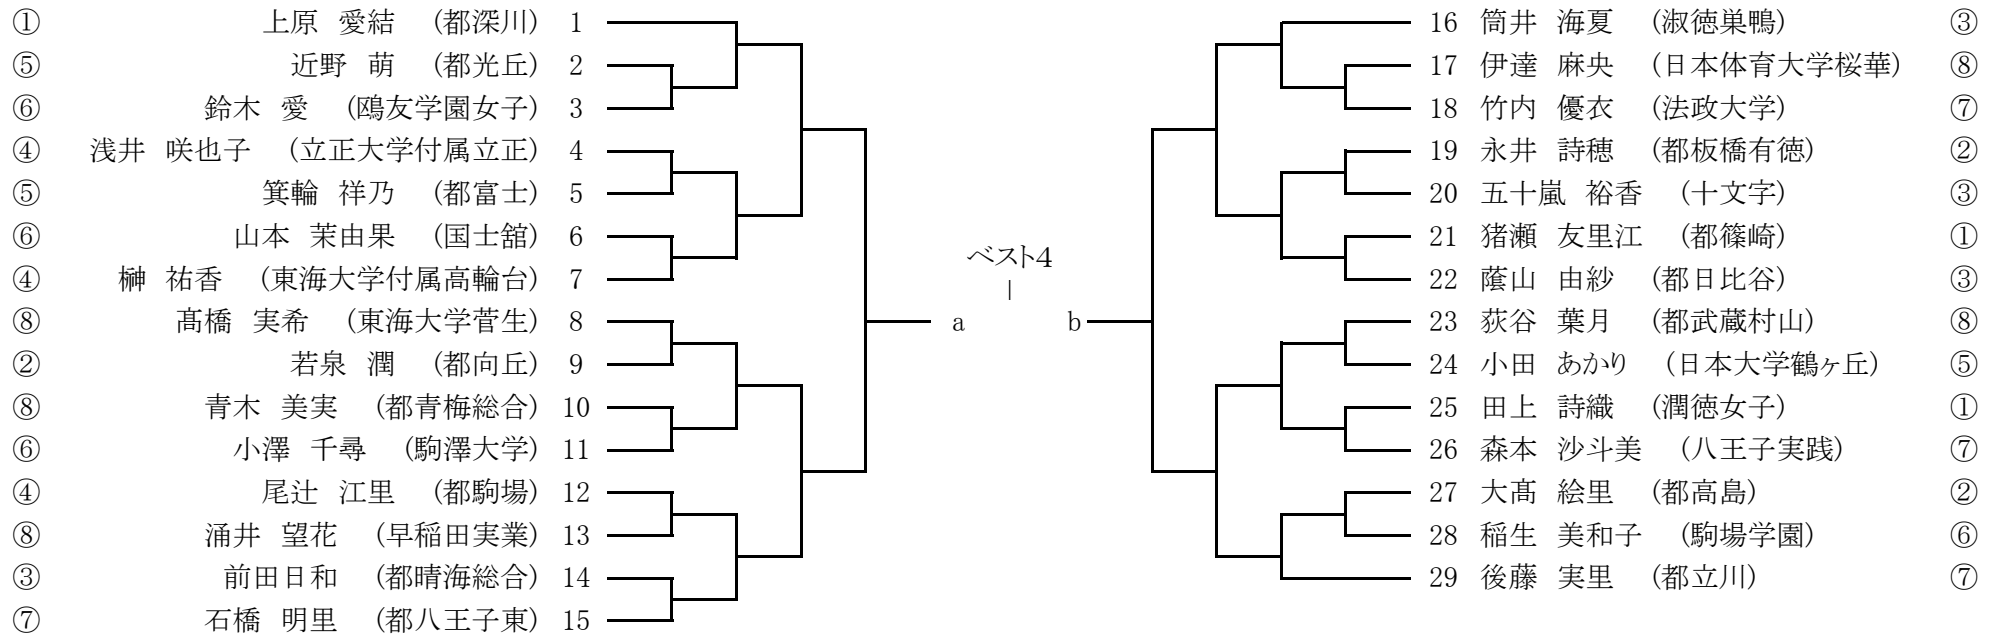 ① 上原 愛結 (都深川) 1
⑤ 近野 萌 (都光丘) 2
⑥ 鈴木 愛 (鴎友学園女子) 3
④ 浅井 咲也子 (立正大学付属立正) 4
⑤ 箕輪 祥乃 (都富士) 5
⑥ 山本 茉由果 (国士舘) 6
④ 榊 祐香 (東海大学付属高輪台) 7
⑧ 髙橋 実希 (東海大学菅生) 8
② 若泉 潤 (都向丘) 9
⑧ 青木 美実 (都青梅総合) 10
⑥ 小澤 千尋 (駒澤大学) 11
④ 尾辻 江里 (都駒場) 12
⑧ 涌井 望花 (早稲田実業) 13
③ 前田日和 (都晴海総合) 14
⑦ 石橋 明里 (都八王子東) 15
ベスト4
a b
16 筒井 海夏 (淑徳巣鴨) ③
17 伊達 麻央 (日本体育大学桜華) ⑧
18 竹内 優衣 (法政大学) ⑦
19 永井 詩穂 (都板橋有徳) ②
20 五十嵐 裕香 (十文字) ③
21 猪瀬 友里江 (都篠崎) ①
22 蔭山 由紗 (都日比谷) ③
23 荻谷 葉月 (都武蔵村山) ⑧
24 小田 あかり (日本大学鶴ヶ丘) ⑤
25 田上 詩織 (潤徳女子) ①
26 森本 沙斗美 (八王子実践) ⑦
27 大髙 絵里 (都高島) ②
28 稲生 美和子 (駒場学園) ⑥
29 後藤 実里 (都立川) ⑦